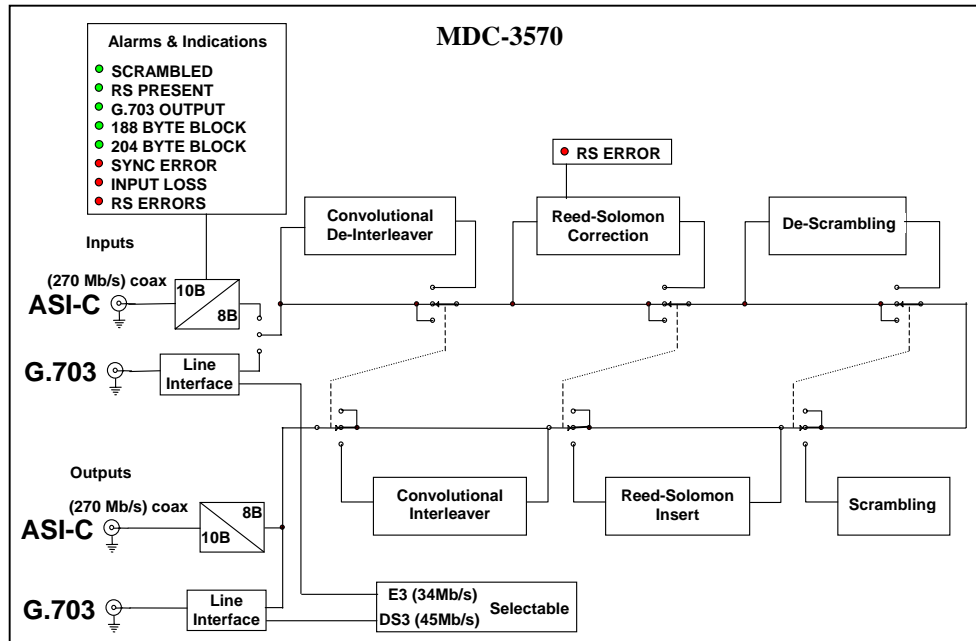 MDC-3570
Alarms & Indications
SCRAMBLED
RS PRESENT
G.703 OUTPUT
188 BYTE BLOCK
204 BYTE BLOCK
SYNC ERROR
INPUT LOSS
RS ERRORS
RS ERROR
Convolutional
De-Interleaver
Reed-Solomon
Correction
De-Scrambling
Inputs
(270 Mb/s) coax
ASI-C
10B
8B
G.703
Line
Interface
Outputs
(270 Mb/s) coax
ASI-C
8B
10B
Convolutional
Interleaver
Reed-Solomon
Insert
Scrambling
G.703
Line
Interface
E3 (34Mb/s)
DS3 (45Mb/s)
Selectable